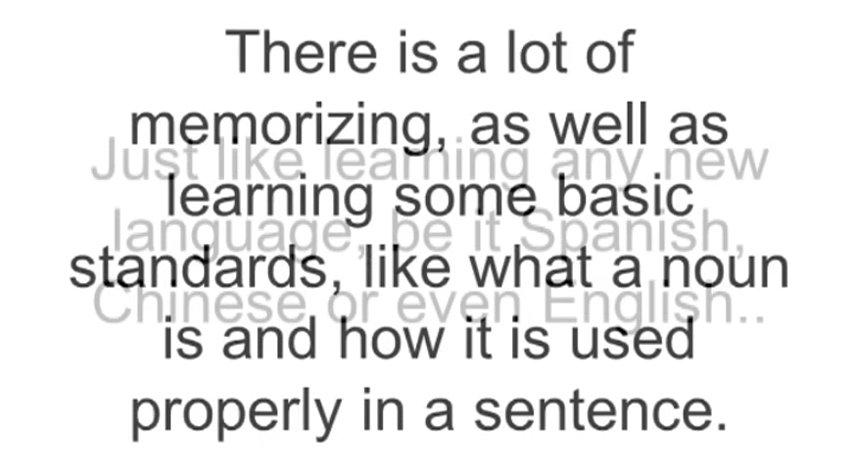 There is a lot of
memorizing, as well as
Just like learning any new
learning some basic
language, be it Spanish,
standards, like what a noun
Chinese or even English..
is and how it is used
properly in a sentence.